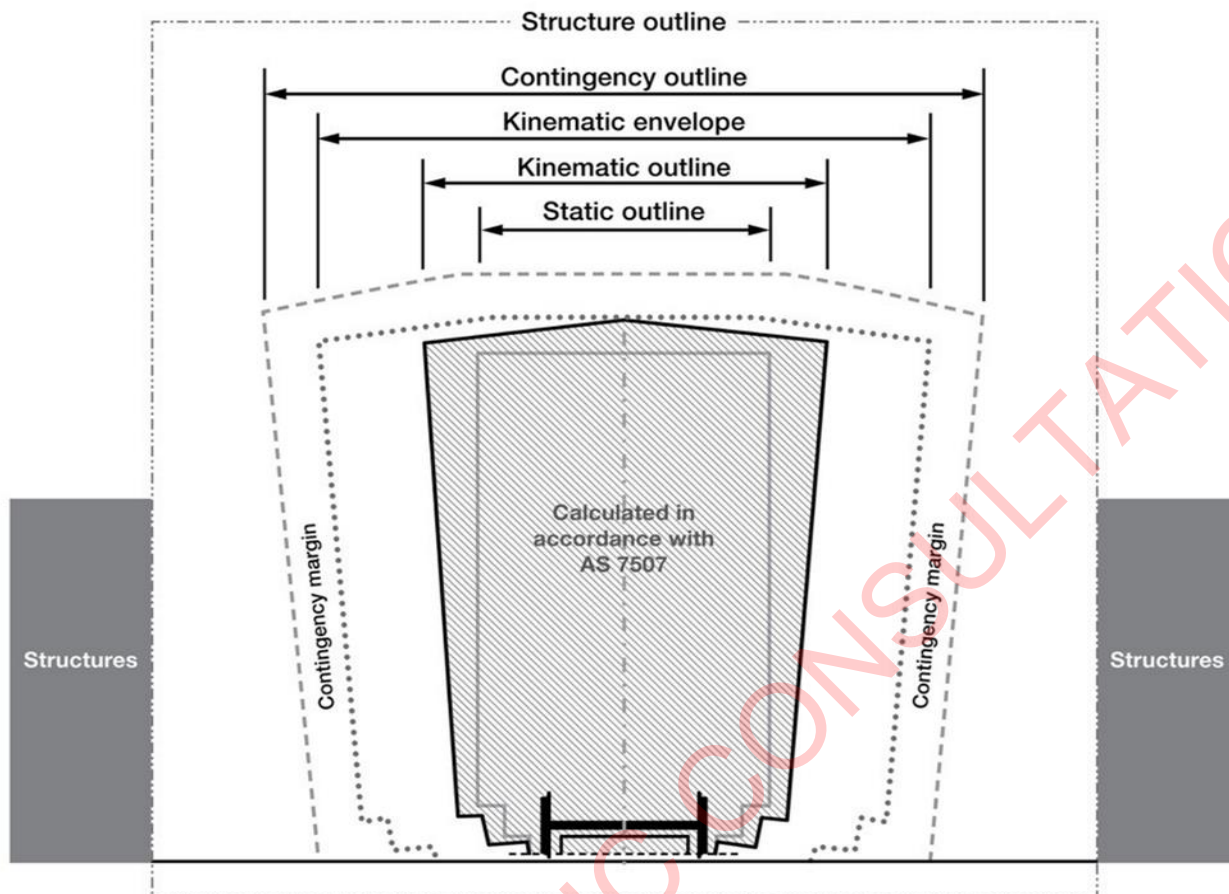 Structure outline
Contingency outline
Kinematic envelope
Kinematic outline
Static outline
Calculated in
accordance with
AS 7507
Contingency margin
Contingency margin
Structures
Structures
IC CONSULTATIO